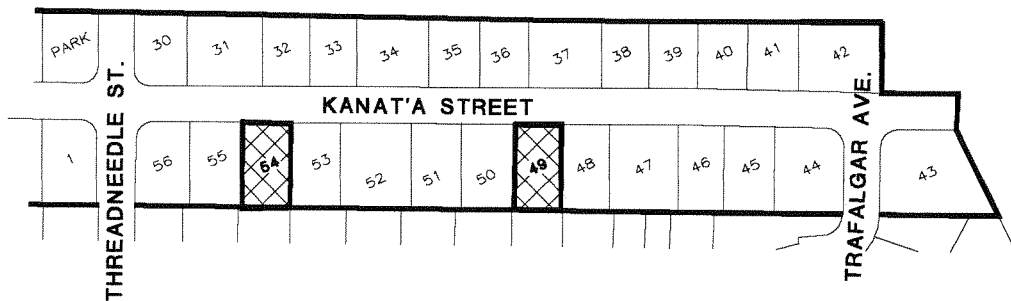 PARK 30 31 32 33 34 35 36 37 38 39 40 41 42
KANAT'A STREET
1 56 55 54 53 52 51 50 49 48 47 46 45 44 43
THREADNEEDLE ST.
TRAFALGAR AVE.